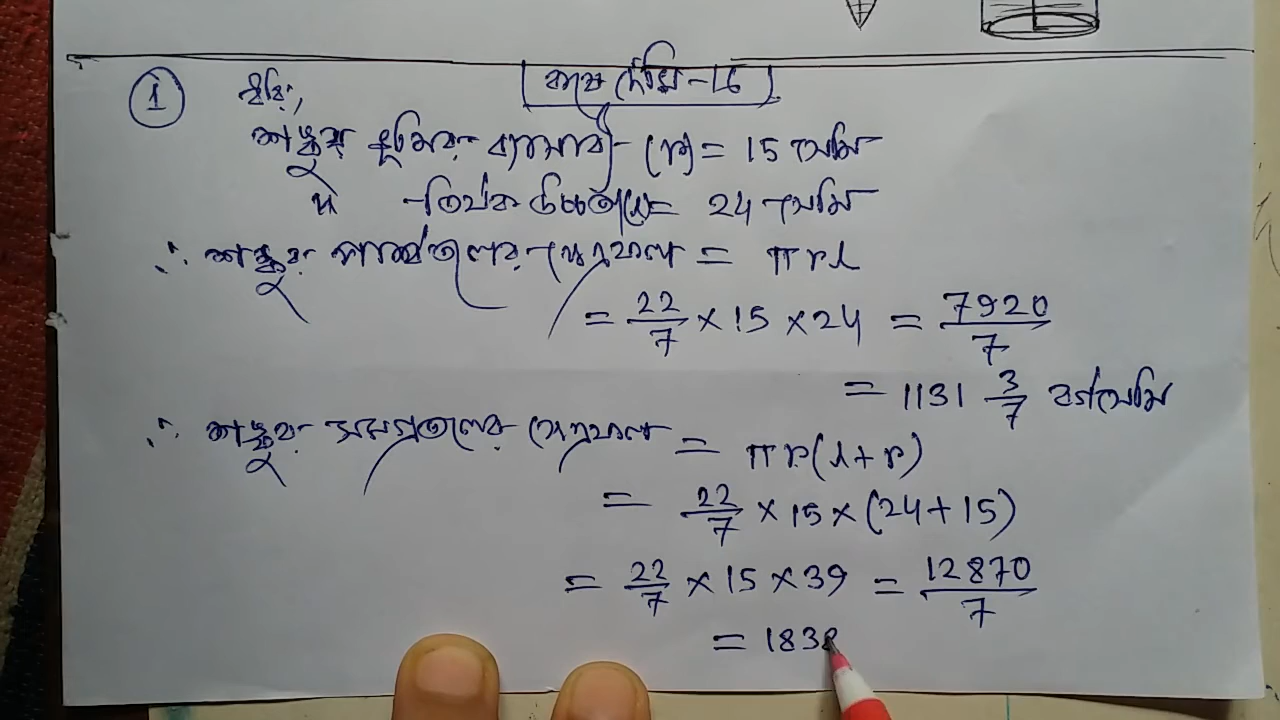 কষে দেখি-16
① ধরি,
শঙ্কুর ভূমির ব্যাসার্ধ (r) = 15 সেমি
তির্যক উচ্চতা (l) = 24 সেমি
∴ শঙ্কুর পার্শ্বতলের ক্ষেত্রফল = πrl
= 22/7 × 15 × 24 = 7920/7
= 1131 3/7 বর্গসেমি
∴ শঙ্কুর সমগ্রতলের ক্ষেত্রফল = πr(l+r)
= 22/7 × 15 × (24+15)
= 22/7 × 15 × 39 = 12870/7
= 1838